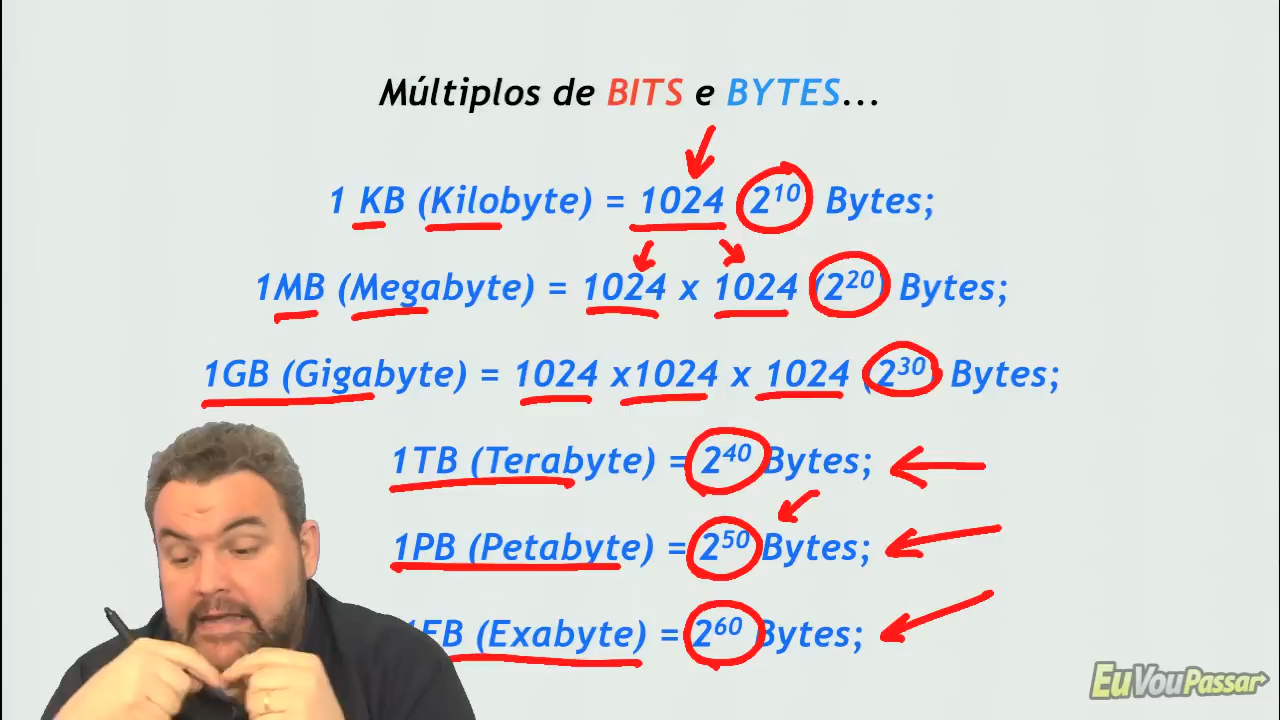 Múltiplos de BITS e BYTES...
1 KB (Kilobyte) = 1024 2¹⁰ Bytes;
1MB (Megabyte) = 1024 x 1024 (2²⁰) Bytes;
1GB (Gigabyte) = 1024 x1024 x 1024 (2³⁰) Bytes;
1TB (Terabyte) = 2⁴⁰ Bytes;
1PB (Petabyte) = 2⁵⁰ Bytes;
1EB (Exabyte) = 2⁶⁰ Bytes;
EuVouPassar